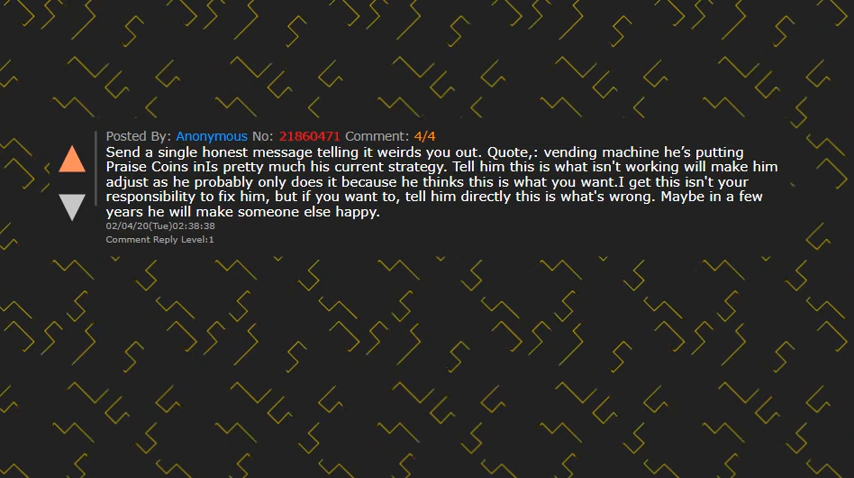 Posted By: Anonymous No: 21860471 Comment: 4/4
Send a single honest message telling it weirds you out. Quote,: vending machine he’s putting
Praise Coins inIs pretty much his current strategy. Tell him this is what isn't working will make him
adjust as he probably only does it because he thinks this is what you want.I get this isn't your
responsibility to fix him, but if you want to, tell him directly this is what's wrong. Maybe in a few
years he will make someone else happy.
02/04/20(Tue)02:38:38
Comment Reply Level:1